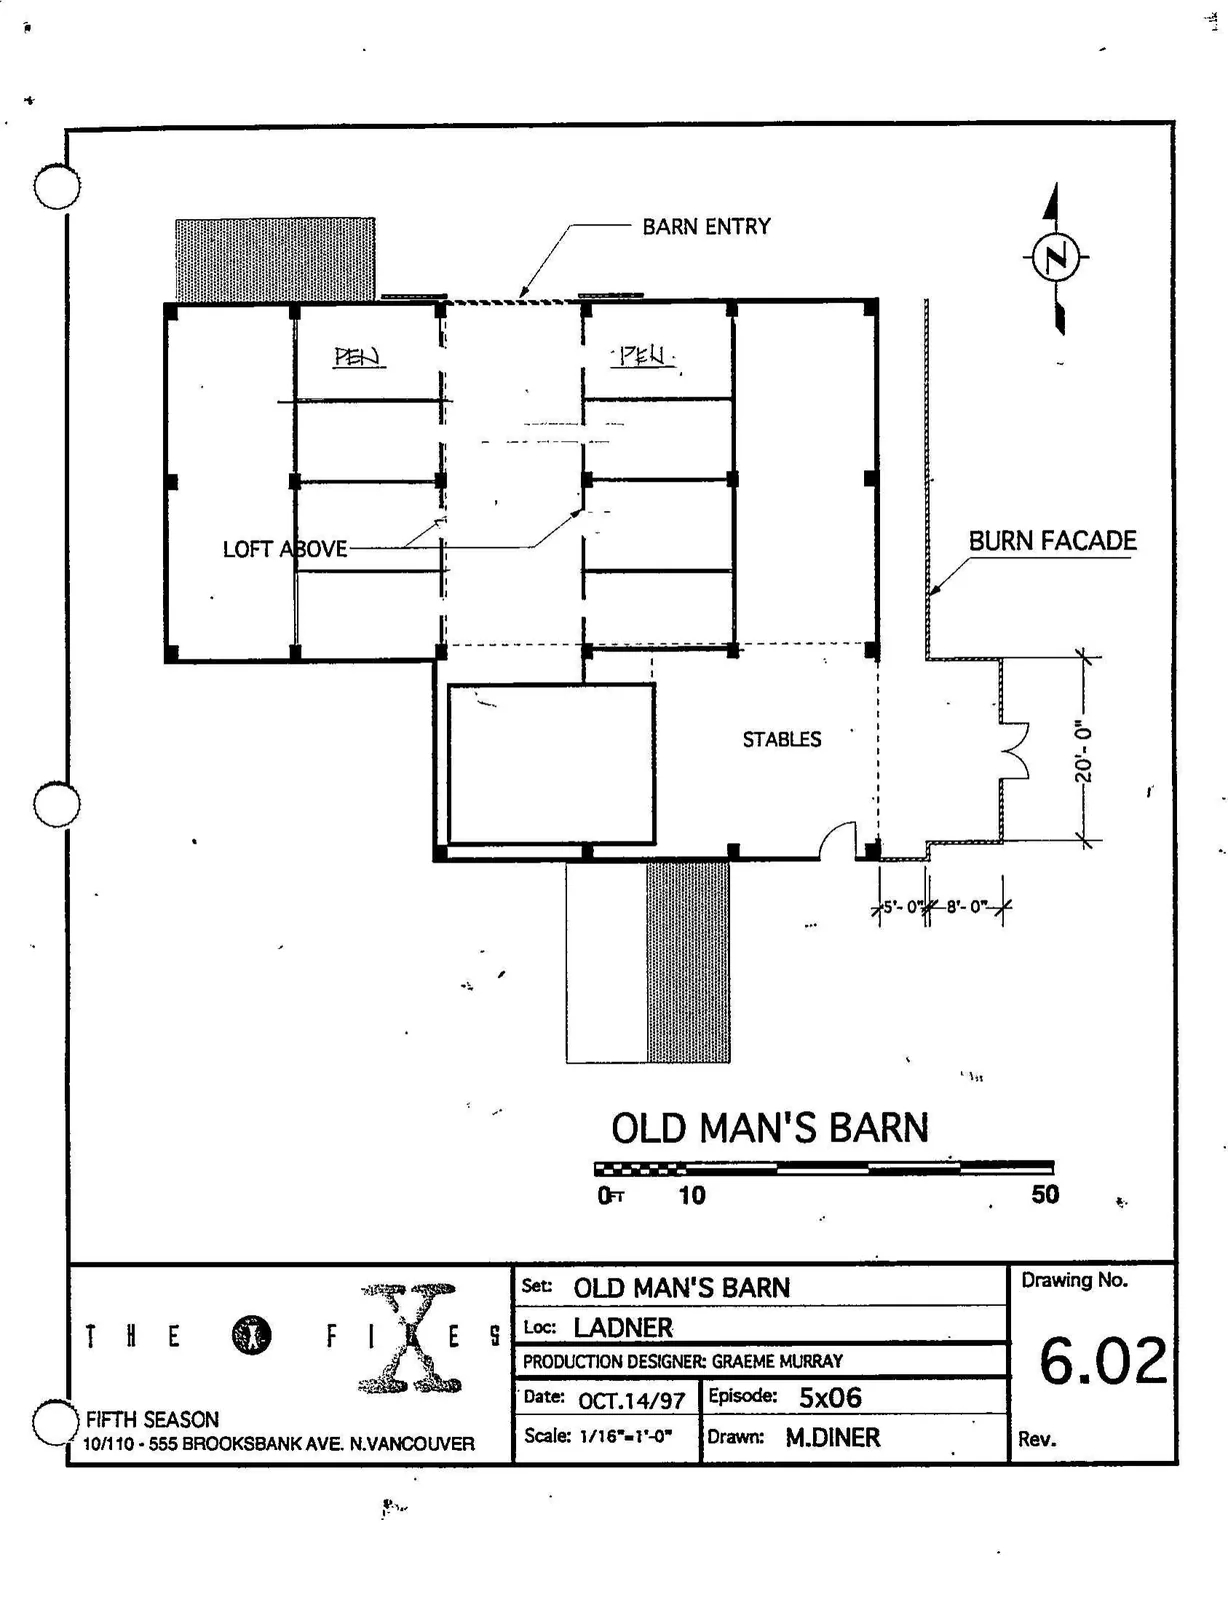 BARN ENTRY
N
PEN
PEN
LOFT ABOVE
BURN FACADE
STABLES
20'- 0"
5'- 0"
8'- 0"
OLD MAN'S BARN
0FT 10 50
THE X FILES
X
FIFTH SEASON
10/110 - 555 BROOKSBANK AVE. N.VANCOUVER
Set: OLD MAN'S BARN
Loc: LADNER
PRODUCTION DESIGNER: GRAEME MURRAY
Date: OCT.14/97 Episode: 5x06
Scale: 1/16"=1'-0" Drawn: M.DINER
Drawing No.
6.02
Rev.